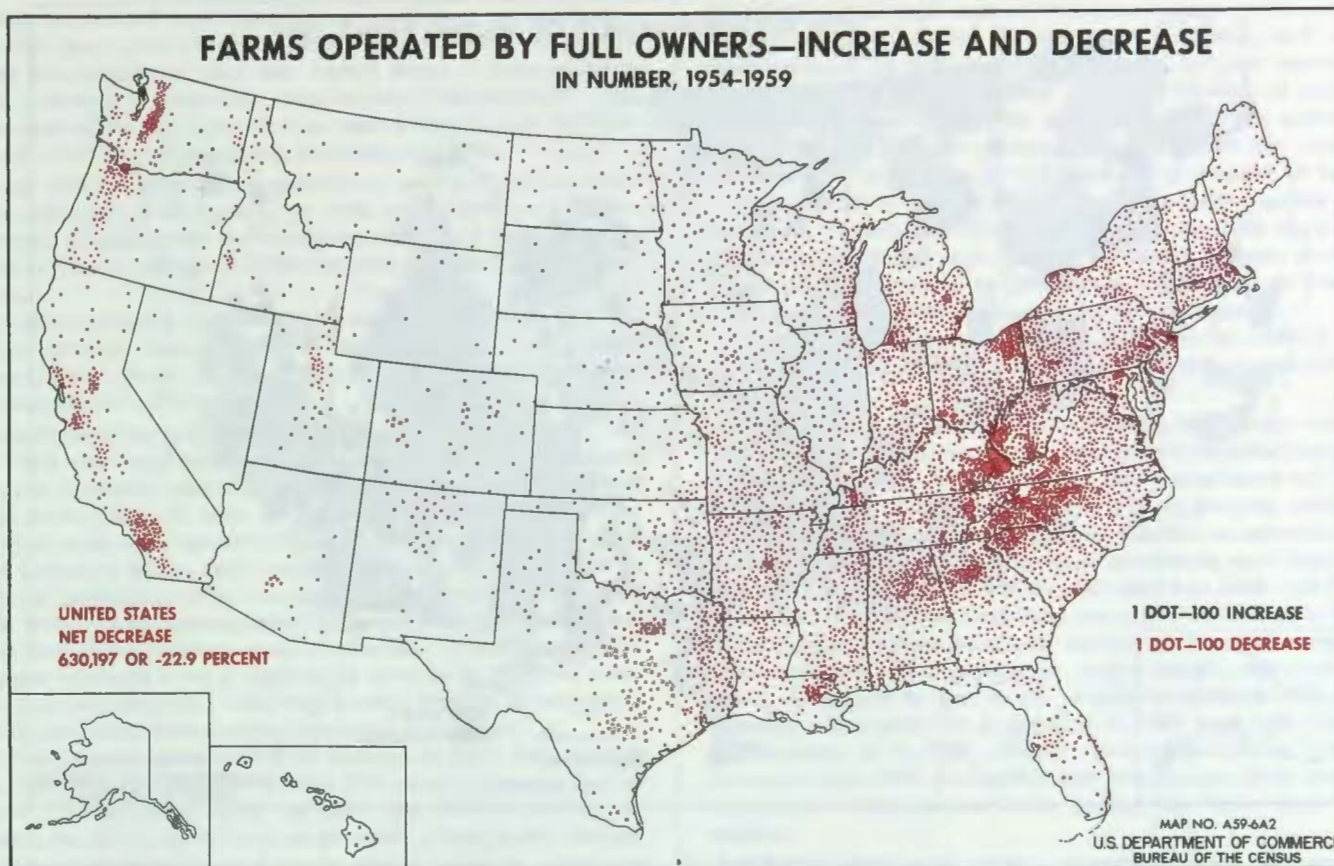 FARMS OPERATED BY FULL OWNERS—INCREASE AND DECREASE
IN NUMBER, 1954-1959
UNITED STATES
NET DECREASE
630,197 OR -22.9 PERCENT
1 DOT—100 INCREASE
1 DOT—100 DECREASE
MAP NO. A59-6A2
U.S. DEPARTMENT OF COMMERC
BUREAU OF THE CENSUS